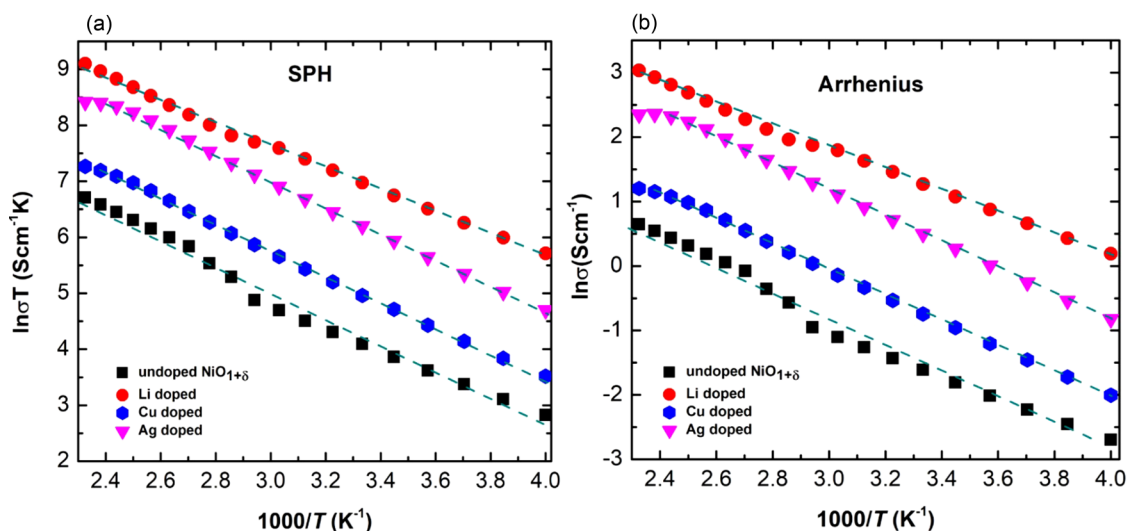 (a)
SPH
lnσT (Scm⁻¹K)
9
8
7
6
5
4
3
2
undoped NiO₁₊δ
Li doped
Cu doped
Ag doped
2.4 2.6 2.8 3.0 3.2 3.4 3.6 3.8 4.0
1000/T (K⁻¹)
(b)
Arrhenius
lnσ(Scm⁻¹)
3
2
1
0
-1
-2
-3
undoped NiO₁₊δ
Li doped
Cu doped
Ag doped
2.4 2.6 2.8 3.0 3.2 3.4 3.6 3.8 4.0
1000/T (K⁻¹)